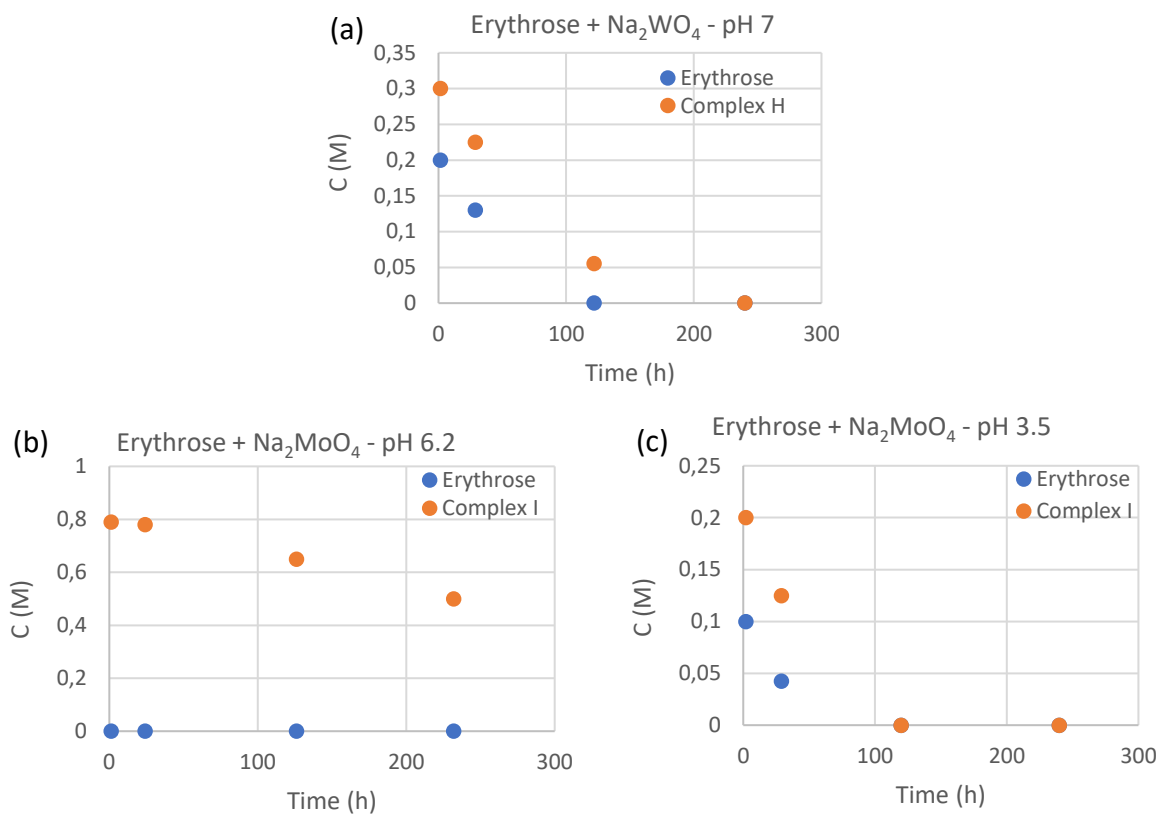 (a) Erythrose + Na₂WO₄ - pH 7
0,35
0,3
0,25
0,2
0,15
0,1
0,05
0
C (M)
Erythrose
Complex H
0 100 200 300
Time (h)
(b) Erythrose + Na₂MoO₄ - pH 6.2
1
0,8
0,6
0,4
0,2
0
C (M)
Erythrose
Complex I
0 100 200 300
Time (h)
(c) Erythrose + Na₂MoO₄ - pH 3.5
0,25
0,2
0,15
0,1
0,05
0
C (M)
Erythrose
Complex I
0 100 200 300
Time (h)